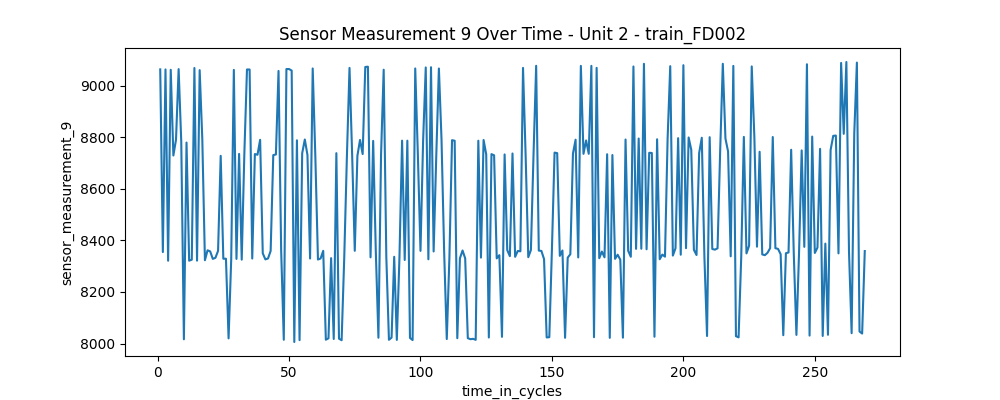 Sensor Measurement 9 Over Time - Unit 2 - train_FD002
sensor_measurement_9
9000
8800
8600
8400
8200
8000
0 50 100 150 200 250
time_in_cycles